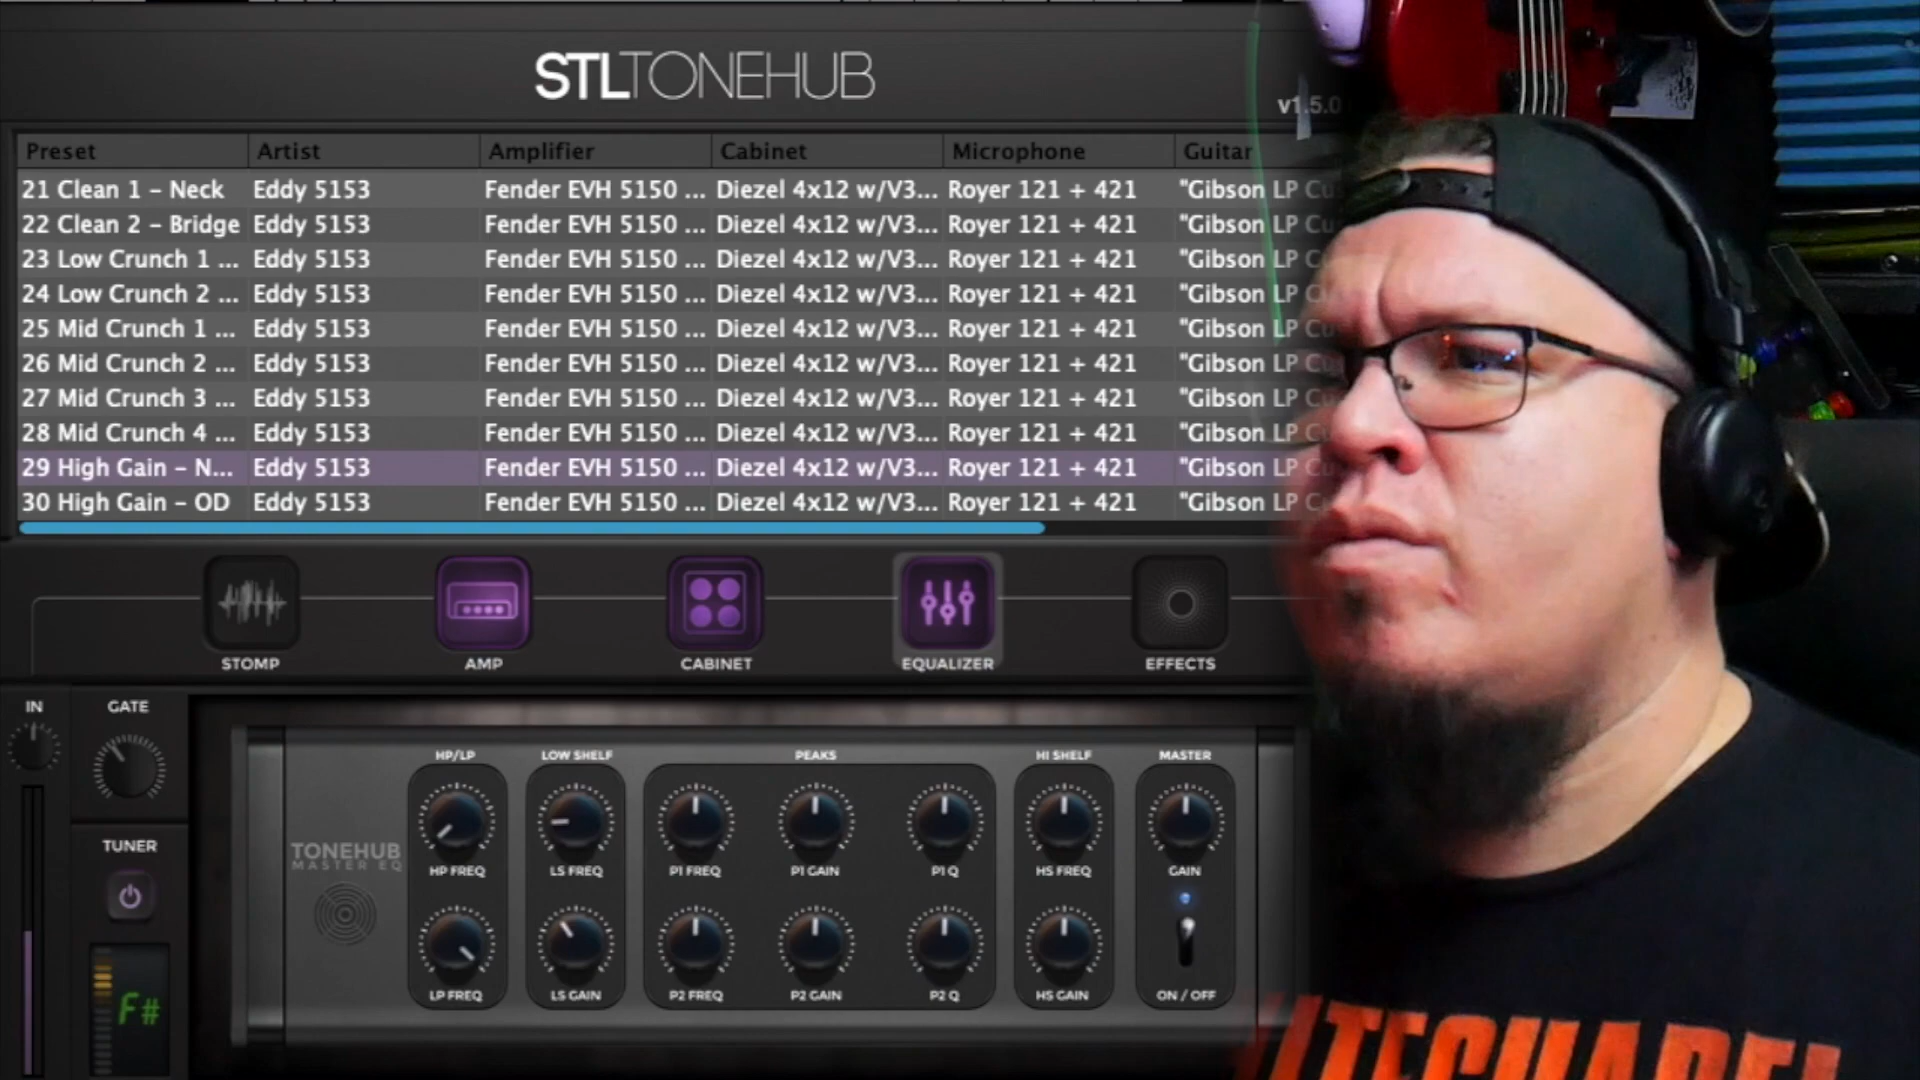 STLTONEHUB
v1.5.0
Preset Artist Amplifier Cabinet Microphone Guitar
21 Clean 1 – Neck Eddy 5153 Fender EVH 5150 ... Diezel 4x12 w/V3... Royer 121 + 421 "Gibson LP Cu
22 Clean 2 – Bridge Eddy 5153 Fender EVH 5150 ... Diezel 4x12 w/V3... Royer 121 + 421 "Gibson LP Cu
23 Low Crunch 1 ... Eddy 5153 Fender EVH 5150 ... Diezel 4x12 w/V3... Royer 121 + 421 "Gibson LP Cu
24 Low Crunch 2 ... Eddy 5153 Fender EVH 5150 ... Diezel 4x12 w/V3... Royer 121 + 421 "Gibson LP Cu
25 Mid Crunch 1 ... Eddy 5153 Fender EVH 5150 ... Diezel 4x12 w/V3... Royer 121 + 421 "Gibson LP Cu
26 Mid Crunch 2 ... Eddy 5153 Fender EVH 5150 ... Diezel 4x12 w/V3... Royer 121 + 421 "Gibson LP Cu
27 Mid Crunch 3 ... Eddy 5153 Fender EVH 5150 ... Diezel 4x12 w/V3... Royer 121 + 421 "Gibson LP Cu
28 Mid Crunch 4 ... Eddy 5153 Fender EVH 5150 ... Diezel 4x12 w/V3... Royer 121 + 421 "Gibson LP Cu
29 High Gain – N... Eddy 5153 Fender EVH 5150 ... Diezel 4x12 w/V3... Royer 121 + 421 "Gibson LP Cu
30 High Gain – OD Eddy 5153 Fender EVH 5150 ... Diezel 4x12 w/V3... Royer 121 + 421 "Gibson LP Cu
STOMP AMP CABINET EQUALIZER EFFECTS
IN GATE
HP/LP LOW SHELF PEAKS HI SHELF MASTER
TUNER
TONEHUB
MASTER EQ
HP FREQ LS FREQ P1 FREQ P1 GAIN P1 Q HS FREQ GAIN
LP FREQ LS GAIN P2 FREQ P2 GAIN P2 Q HS GAIN ON / OFF
F#